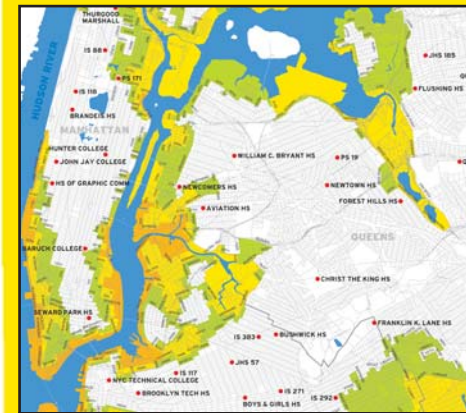 THURGOOD
MARSHALL
IS 88
JHS 185
PS 171
FLUSHING HS
HUDSON RIVER
IS 118
BRANDEIS HS
MANHATTAN
HUNTER COLLEGE
JOHN JAY COLLEGE
WILLIAM C. BRYANT HS
PS 19
HS OF GRAPHIC COMM
NEWCOMERS HS
NEWTOWN HS
AVIATION HS
FOREST HILLS HS
QUEENS
BARUCH COLLEGE
CHRIST THE KING HS
SEWARD PARK HS
FRANKLIN K. LANE HS
IS 383
BUSHWICK HS
JHS 57
IS 117
NYC TECHNICAL COLLEGE
IS 271
BROOKLYN TECH HS
BOYS & GIRLS HS
IS 292